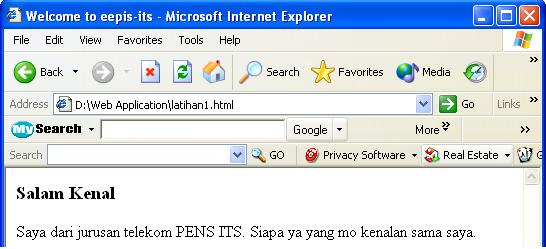 Welcome to eepis-its - Microsoft Internet Explorer
File Edit View Favorites Tools Help
Back Search Favorites Media
Address D:\Web Application\latihan1.html Go Links
My Search Google More
Search GO Privacy Software Real Estate G
Salam Kenal
Saya dari jurusan telekom PENS ITS. Siapa ya yang mo kenalan sama saya.